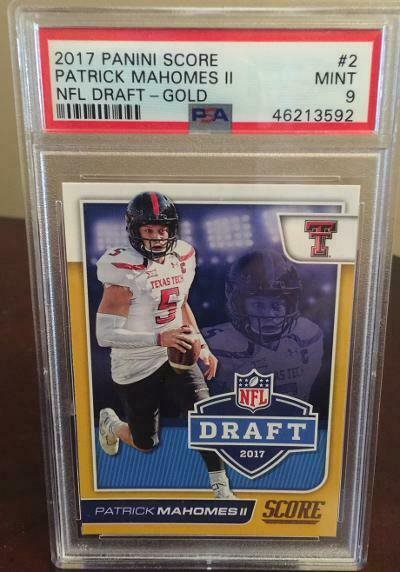 2017 PANINI SCORE #2
PATRICK MAHOMES II MINT
NFL DRAFT - GOLD 9
PSA 46213592
T
TEXAS TECH
5
5
C
NFL
DRAFT
2017
PATRICK MAHOMES II
SCORE